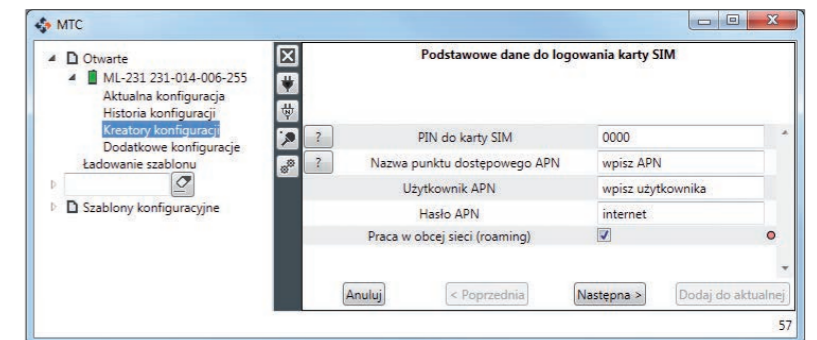 MTC
Otwarte
ML-231 231-014-006-255
Aktualna konfiguracja
Historia konfiguracji
Kreatory konfiguracji
Dodatkowe konfiguracje
Ładowanie szablonu
Szablony konfiguracyjne
Podstawowe dane do logowania karty SIM
? PIN do karty SIM 0000
? Nazwa punktu dostępowego APN wpisz APN
Użytkownik APN wpisz użytkownika
Hasło APN internet
Praca w obcej sieci (roaming)
Anuluj < Poprzednia Następna > Dodaj do aktualnej
57